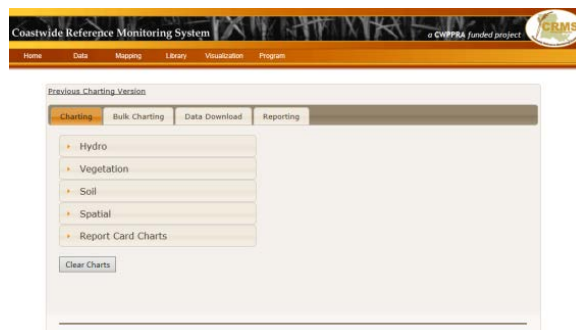 Coastwide Reference Monitoring System
a CWPPRA funded project
CRMS
Home Data Mapping Library Visualization Program
Previous Charting Version
Charting Bulk Charting Data Download Reporting
Hydro
Vegetation
Soil
Spatial
Report Card Charts
Clear Charts